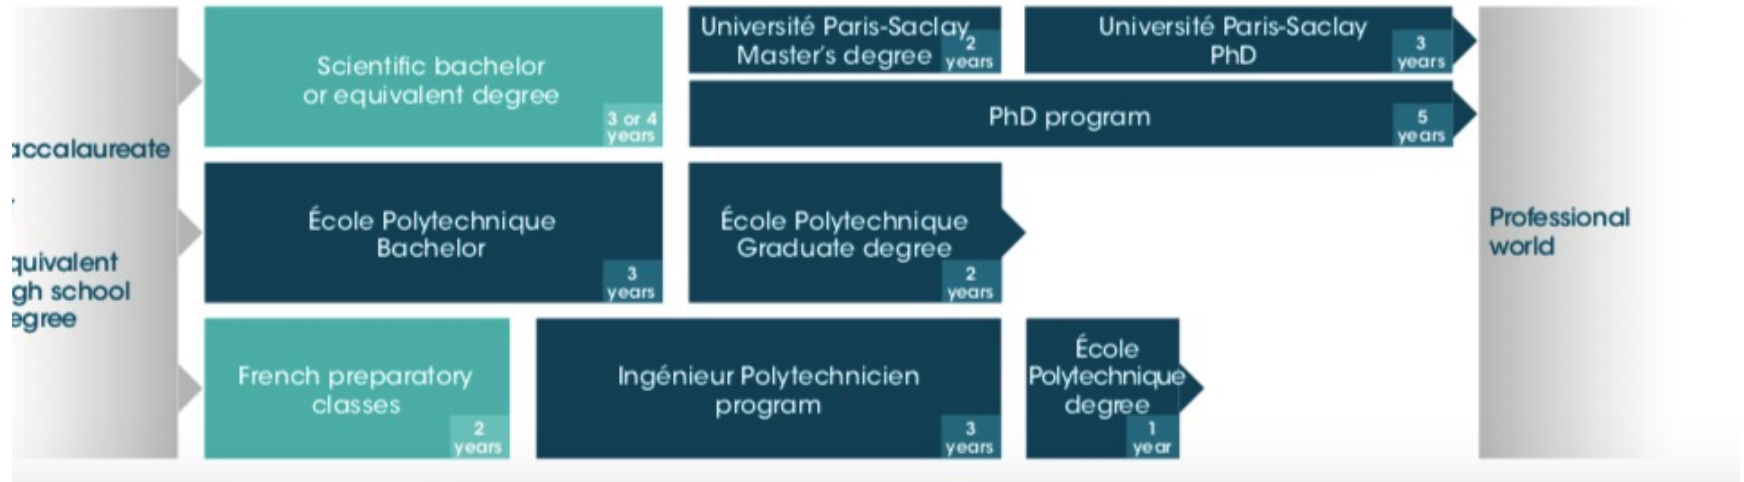 accalaureate
quivalent
gh school
egree
Scientific bachelor
or equivalent degree
3 or 4
years
Université Paris-Saclay
Master's degree
2
years
Université Paris-Saclay
PhD
3
years
PhD program
5
years
École Polytechnique
Bachelor
3
years
École Polytechnique
Graduate degree
2
years
French preparatory
classes
2
years
Ingénieur Polytechnicien
program
3
years
École
Polytechnique
degree
1
year
Professional
world